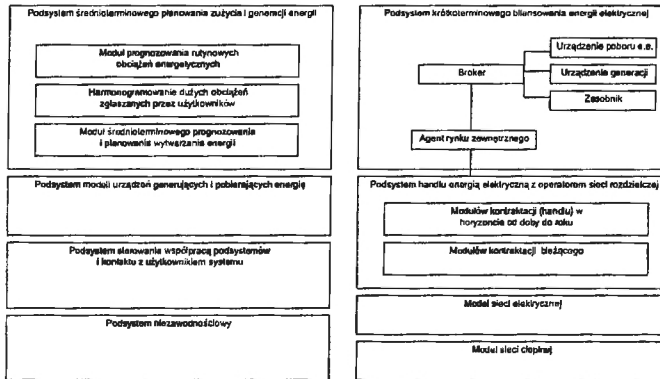 Podsystem średnioterminowego planowania zużycia i generacji energii
Moduł prognozowania rutynowych
obciążeń energetycznych
Harmonogramowanie dużych obciążeń
zgłaszanych przez użytkowników
Moduł średnioterminowego prognozowania
i planowania wytwarzania energii
Podsystem moduli urządzeń generujących i pobierających energię
Podsystem sterowania współpracą podsystemów
i kontaktu z użytkownikiem systemu
Podsystem niezawodnościowy
Podsystem krótkoterminowego bilansowania energii elektrycznej
Urządzenie poboru e.e.
Broker
Urządzenie generacji
Zasobnik
Agent rynku zewnętrznego
Podsystem handlu energią elektryczną z operatorem sieci rozdzielczej
Modułów kontraktacji (handlu) w
horyzoncie od doby do roku
Modułów kontraktacji bieżącego
Model sieci elektrycznej
Model sieci cieplnej